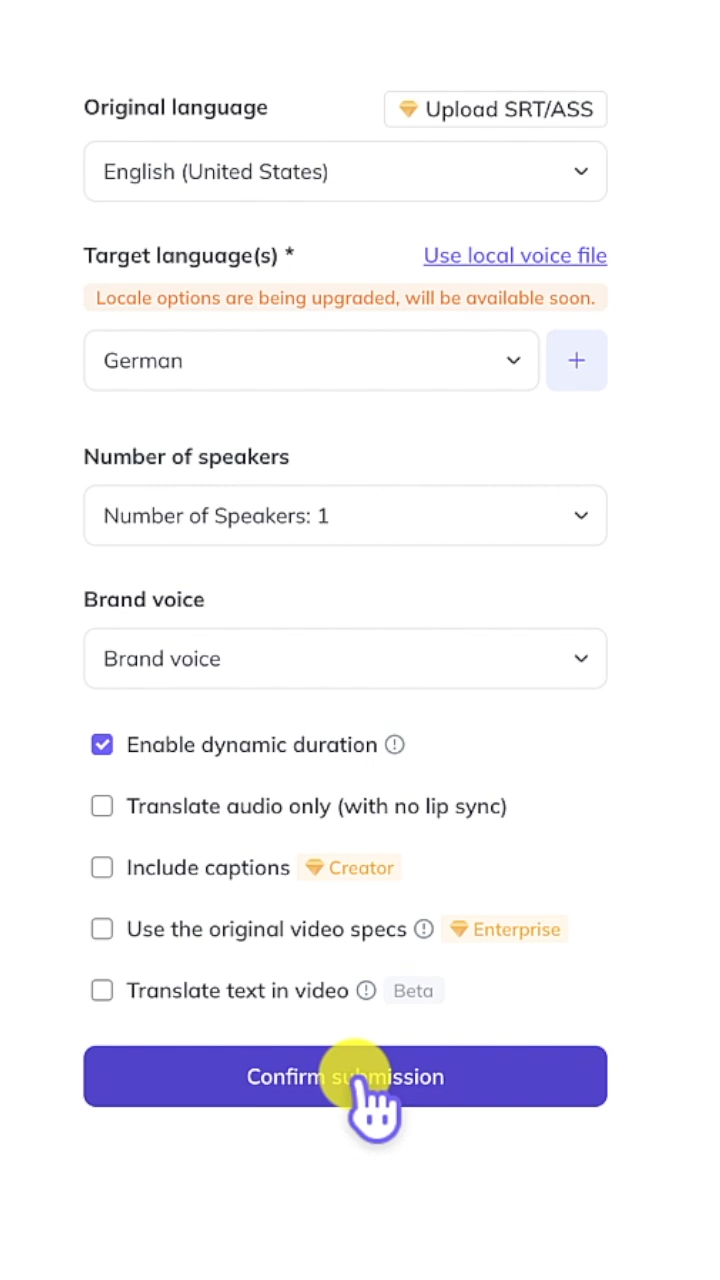 Original language
Upload SRT/ASS
English (United States)
Target language(s) *
Use local voice file
Locale options are being upgraded, will be available soon.
German
+
Number of speakers
Number of Speakers: 1
Brand voice
Brand voice
Enable dynamic duration
Translate audio only (with no lip sync)
Include captions Creator
Use the original video specs Enterprise
Translate text in video Beta
Confirm submission